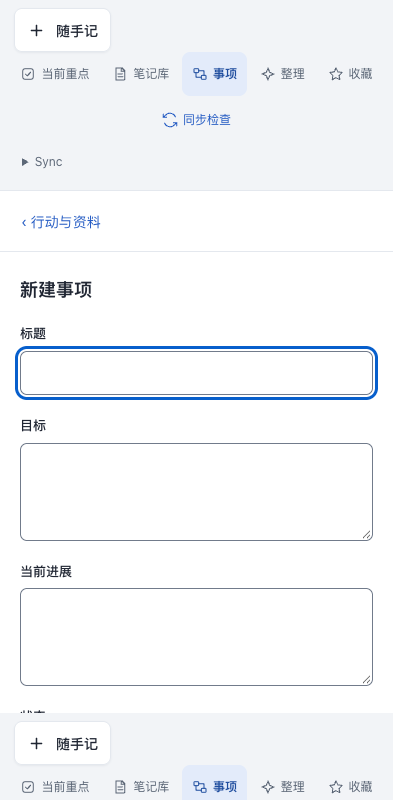 随手记
当前重点 笔记库 事项 整理 收藏
同步检查
Sync
‹ 行动与资料
新建事项
标题
目标
当前进展
随手记
当前重点 笔记库 事项 整理 收藏